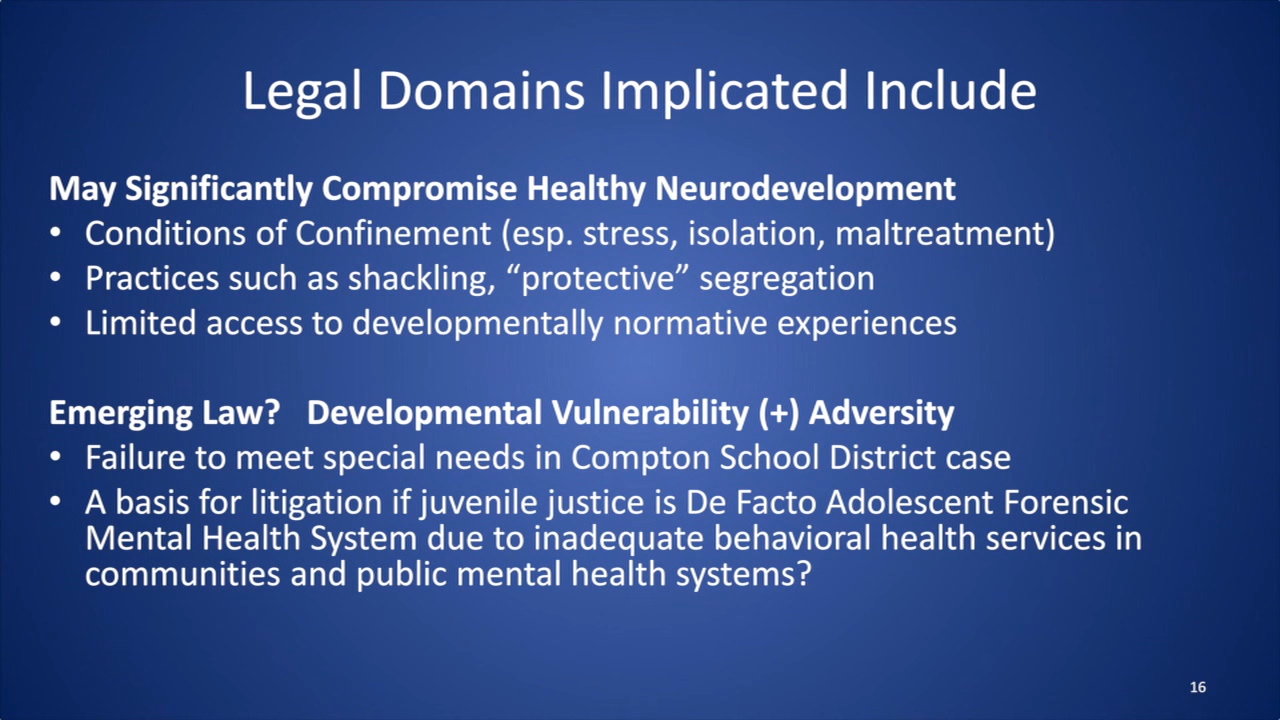 Legal Domains Implicated Include
May Significantly Compromise Healthy Neurodevelopment
• Conditions of Confinement (esp. stress, isolation, maltreatment)
• Practices such as shackling, “protective” segregation
• Limited access to developmentally normative experiences
Emerging Law?   Developmental Vulnerability (+) Adversity
• Failure to meet special needs in Compton School District case
• A basis for litigation if juvenile justice is De Facto Adolescent Forensic
Mental Health System due to inadequate behavioral health services in
communities and public mental health systems?
16